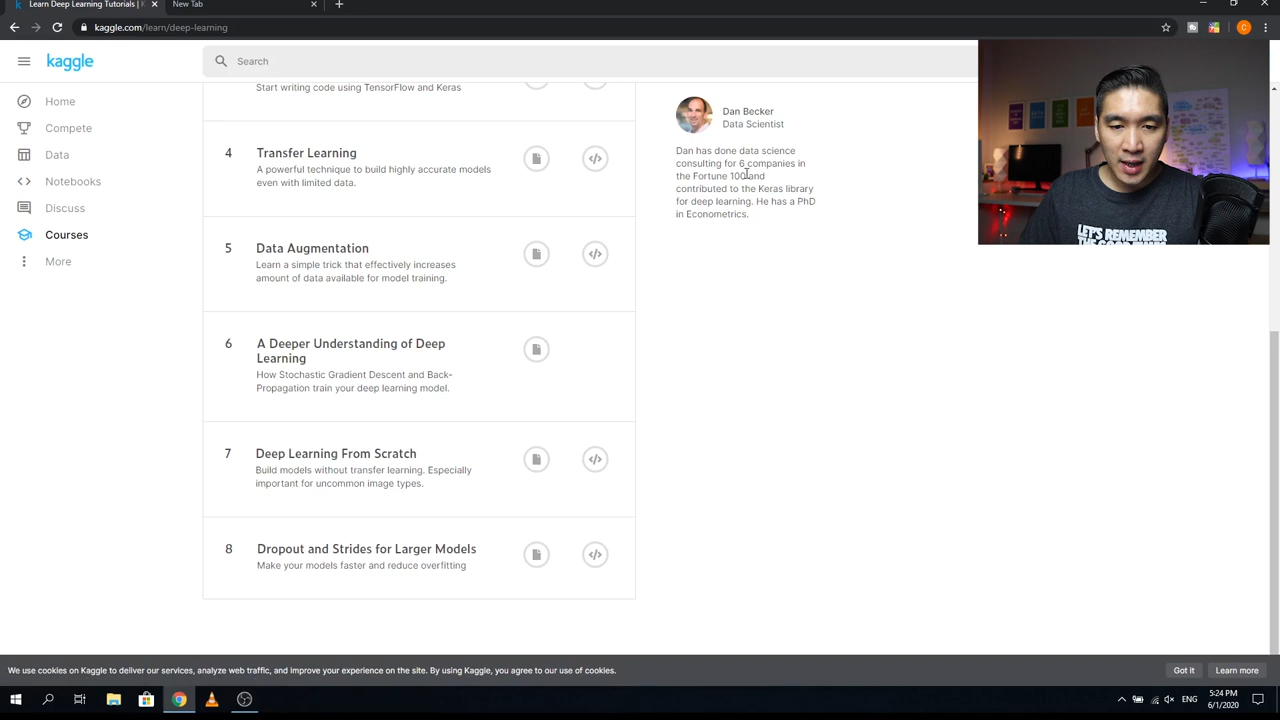 Learn Deep Learning Tutorials | K
New Tab
kaggle.com/learn/deep-learning
C
kaggle
Search
Home
Compete
Data
Notebooks
Discuss
Courses
More
Start writing code using TensorFlow and Keras
4
Transfer Learning
A powerful technique to build highly accurate models
even with limited data.
5
Data Augmentation
Learn a simple trick that effectively increases
amount of data available for model training.
6
A Deeper Understanding of Deep
Learning
How Stochastic Gradient Descent and Back-
Propagation train your deep learning model.
7
Deep Learning From Scratch
Build models without transfer learning. Especially
important for uncommon image types.
8
Dropout and Strides for Larger Models
Make your models faster and reduce overfitting
Dan Becker
Data Scientist
Dan has done data science
consulting for 6 companies in
the Fortune 100 and
contributed to the Keras library
for deep learning. He has a PhD
in Econometrics.
LET'S REMEMBER
We use cookies on Kaggle to deliver our services, analyze web traffic, and improve your experience on the site. By using Kaggle, you agree to our use of cookies.
Got it
Learn more
ENG
5:24 PM
6/1/2020